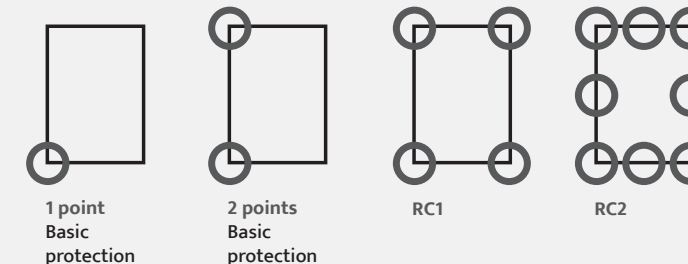 1 point
Basic
protection
2 points
Basic
protection
RC1
RC2